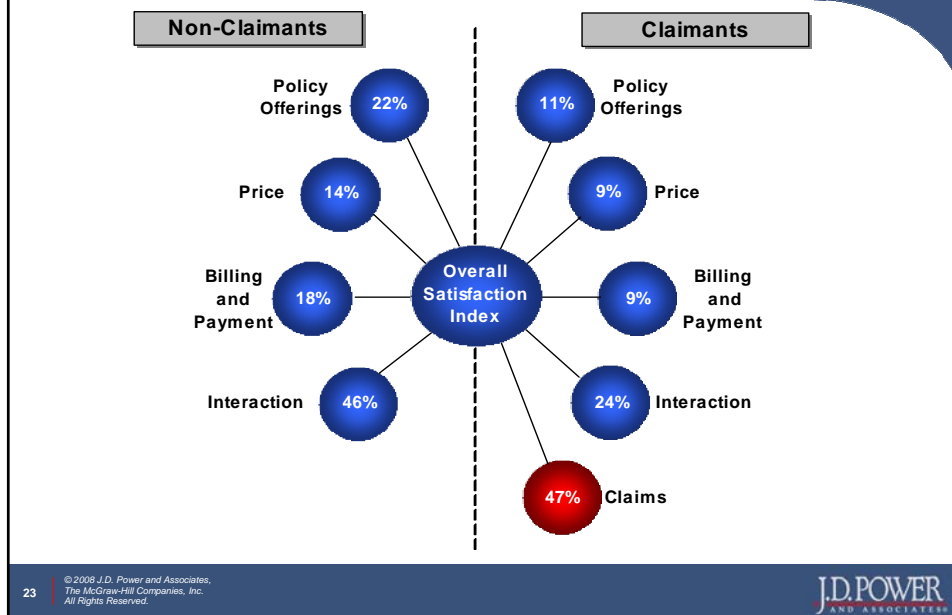 Non-Claimants
Claimants
Policy
Offerings
22%
11%
Policy
Offerings
Price
14%
9%
Price
Billing
and
Payment
18%
Overall
Satisfaction
Index
9%
Billing
and
Payment
Interaction
46%
24%
Interaction
47%
Claims
23
© 2008 J.D. Power and Associates,
The McGraw-Hill Companies, Inc.
All Rights Reserved.
J.D. POWER
AND ASSOCIATES